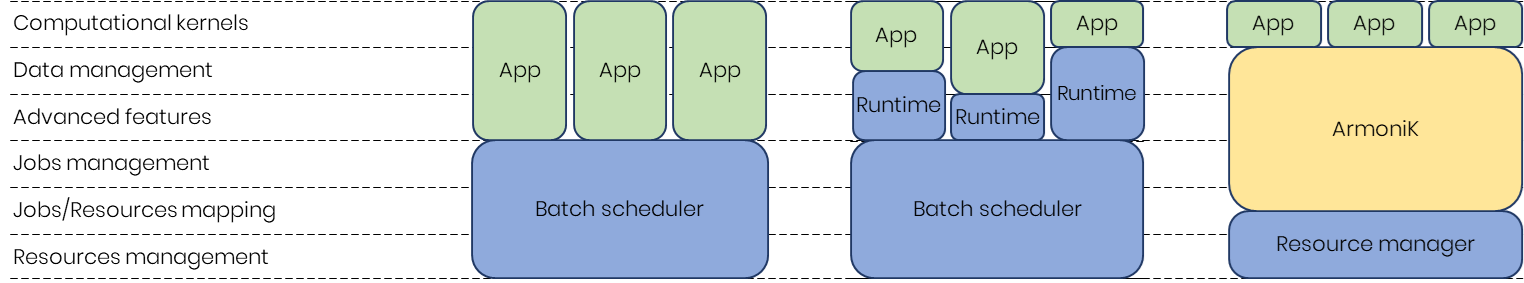 Computational kernels
Data management
Advanced features
Jobs management
Jobs/Resources mapping
Resources management
App App App
Batch scheduler
App App App
Runtime Runtime Runtime
Batch scheduler
App App App
ArmoniK
Resource manager